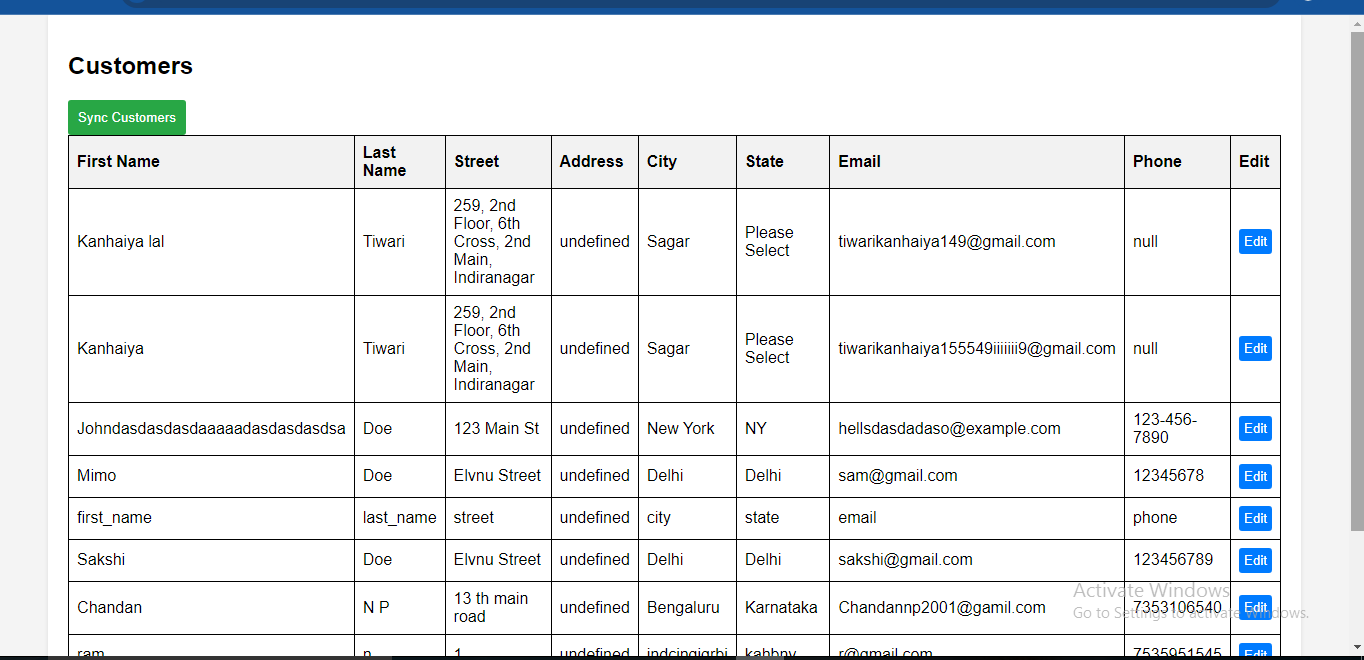 Customers
Sync Customers
First Name Last Name Street Address City State Email Phone Edit
Kanhaiya lal Tiwari 259, 2nd Floor, 6th Cross, 2nd Main, Indiranagar undefined Sagar Please Select tiwarikanhaiya149@gmail.com null Edit
Kanhaiya Tiwari 259, 2nd Floor, 6th Cross, 2nd Main, Indiranagar undefined Sagar Please Select tiwarikanhaiya155549iiiiiii9@gmail.com null Edit
Johndasdasdasdaaaaadasdasdasdsa Doe 123 Main St undefined New York NY hellsdasdadaso@example.com 123-456-7890 Edit
Mimo Doe Elvnu Street undefined Delhi Delhi sam@gmail.com 12345678 Edit
first_name last_name street undefined city state email phone Edit
Sakshi Doe Elvnu Street undefined Delhi Delhi sakshi@gmail.com 123456789 Edit
Chandan N P 13 th main road undefined Bengaluru Karnataka Chandannp2001@gamil.com 7353106540 Edit
Activate Windows
Go to Settings to activate Windows.
ram n 1 undefined kahbny r@gmail.com 7535951545 Edit